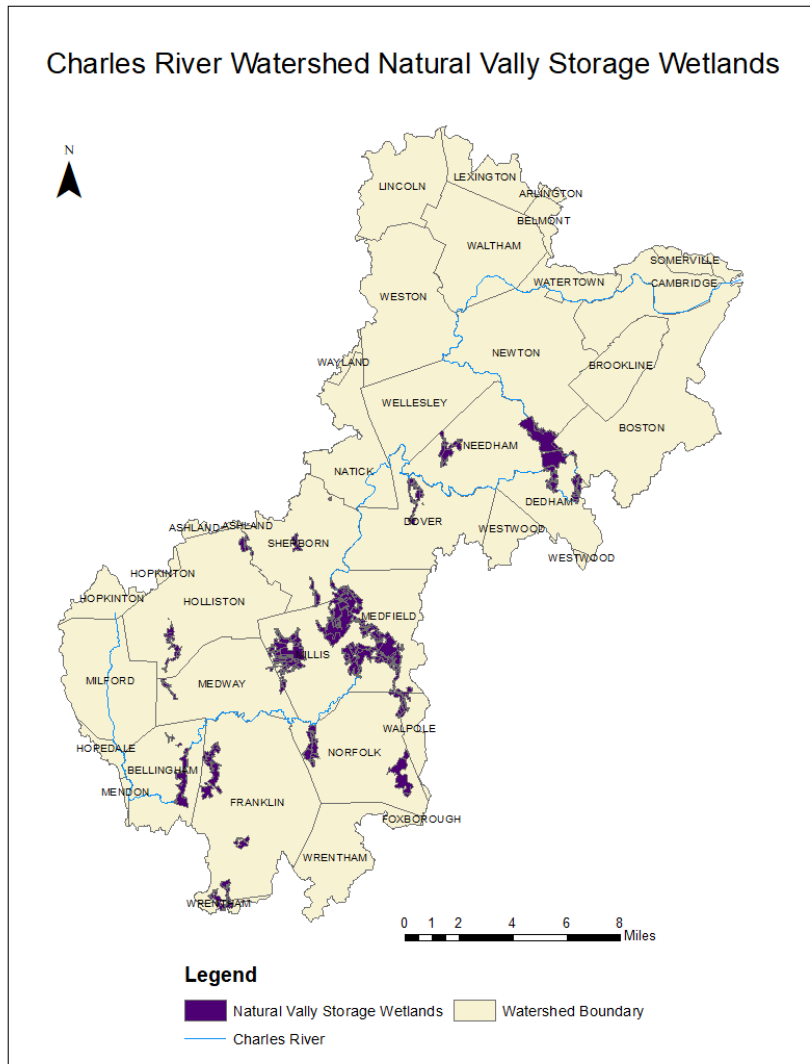 Charles River Watershed Natural Vally Storage Wetlands
N
LINCOLN
LEXINGTON
ARLINGTON
BELMONT
WALTHAM
SOMERVILLE
WATERTOWN
CAMBRIDGE
WESTON
NEWTON
WAYLAND
BROOKLINE
WELLESLEY
BOSTON
NEEDHAM
NATICK
DEDHAM
DOVER
WESTWOOD
ASHLAND
ASHLAND
SHERBORN
WESTWOOD
HOPKINTON
HOPKINTON
HOLLISTON
MEDFIELD
MILLIS
MILFORD
MEDWAY
WALPOLE
HOPEDALE
NORFOLK
BELLINGHAM
MENDON
FRANKLIN
FOXBOROUGH
WRENTHAM
WRENTHAM
0 1 2 4 6 8
Miles
Legend
Natural Vally Storage Wetlands
Watershed Boundary
Charles River